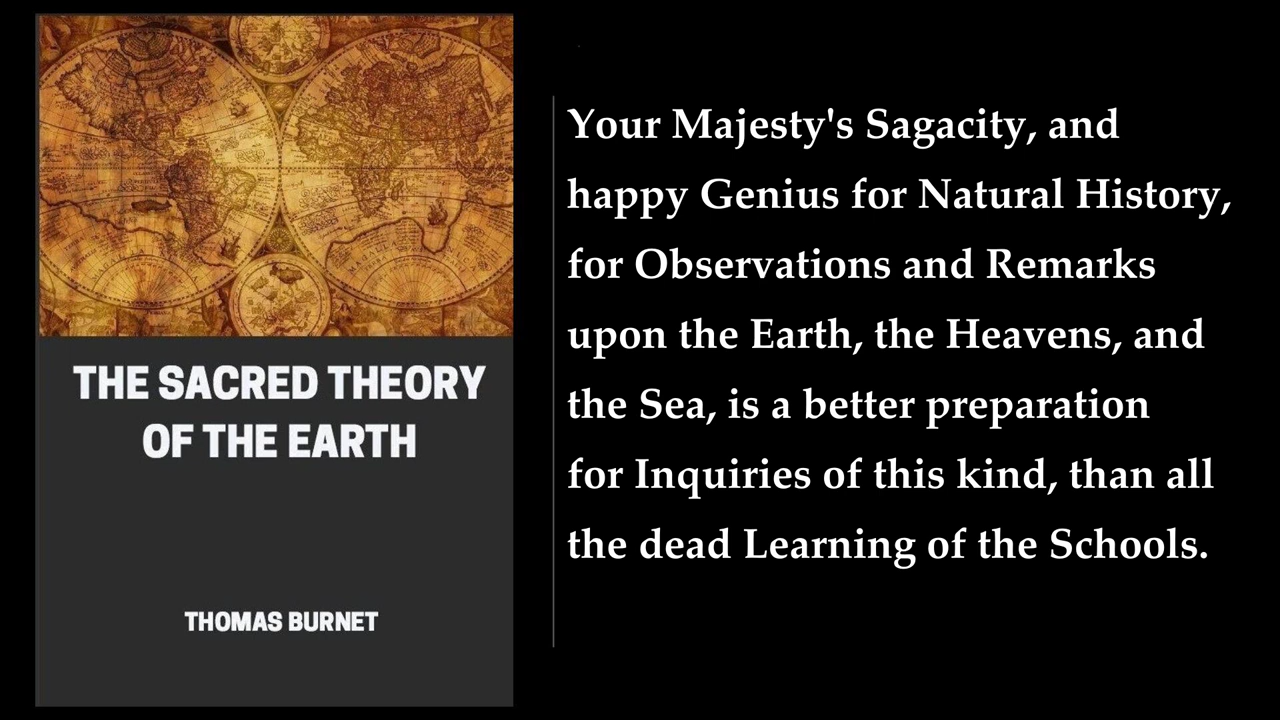 THE SACRED THEORY
OF THE EARTH
THOMAS BURNET
Your Majesty's Sagacity, and
happy Genius for Natural History,
for Observations and Remarks
upon the Earth, the Heavens, and
the Sea, is a better preparation
for Inquiries of this kind, than all
the dead Learning of the Schools.